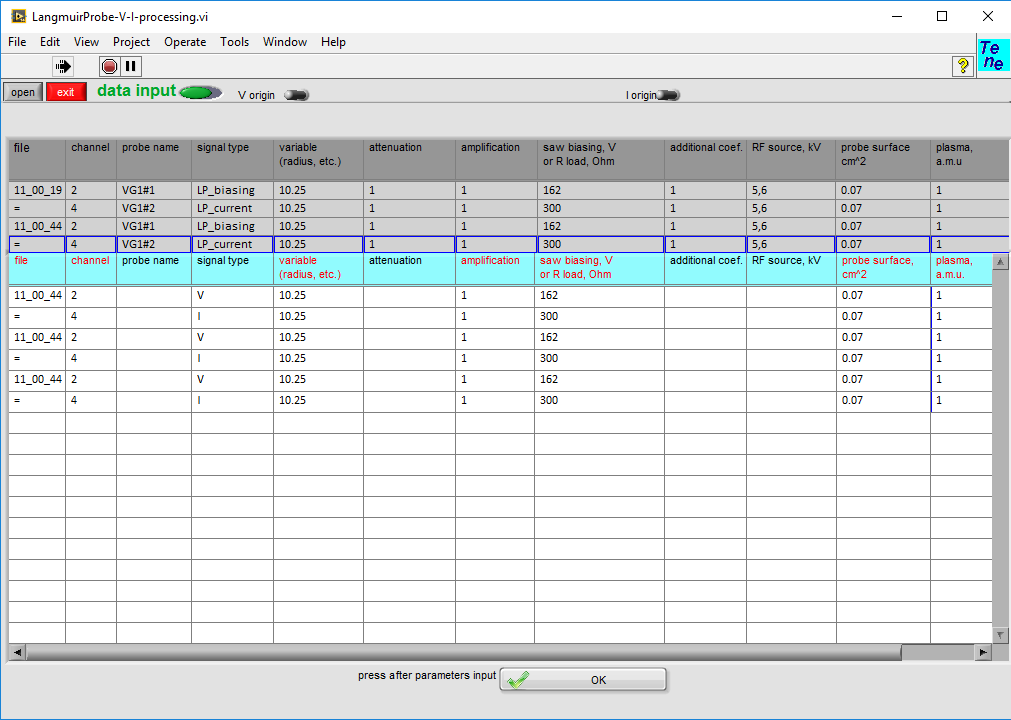 LangmuirProbe-V-I-processing.vi
File Edit View Project Operate Tools Window Help
Te
ne
?
open exit data input V origin I origin
file channel probe name signal type variable attenuation amplification saw biasing, V additional coef. RF source, kV probe surface plasma,
(radius, etc.) or R load, Ohm cm^2 a.m.u
11_00_19 2 VG1#1 LP_biasing 10.25 1 1 162 1 5,6 0.07 1
= 4 VG1#2 LP_current 10.25 1 1 300 1 5,6 0.07 1
11_00_44 2 VG1#1 LP_biasing 10.25 1 1 162 1 5,6 0.07 1
= 4 VG1#2 LP_current 10.25 1 1 300 1 5,6 0.07 1
file channel probe name signal type variable attenuation amplification saw biasing, V additional coef. RF source, kV probe surface, plasma,
(radius, etc.) or R load, Ohm cm^2 a.m.u.
11_00_44 2 V 10.25 1 162 0.07 1
= 4 I 10.25 1 300 0.07 1
11_00_44 2 V 10.25 1 162 0.07 1
= 4 I 10.25 1 300 0.07 1
11_00_44 2 V 10.25 1 162 0.07 1
= 4 I 10.25 1 300 0.07 1
press after parameters input OK